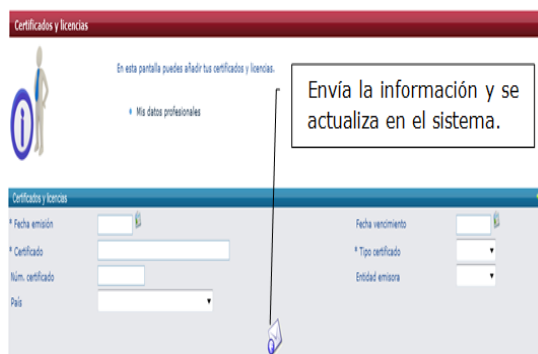 Certificados y licencias
En esta pantalla puedes añadir tus certificados y licencias.
Mis datos profesionales
Envía la información y se
actualiza en el sistema.
Certificados y licencias
* Fecha emisión
Fecha vencimiento
* Certificado
* Tipo certificado
Núm. certificado
Entidad emisora
País